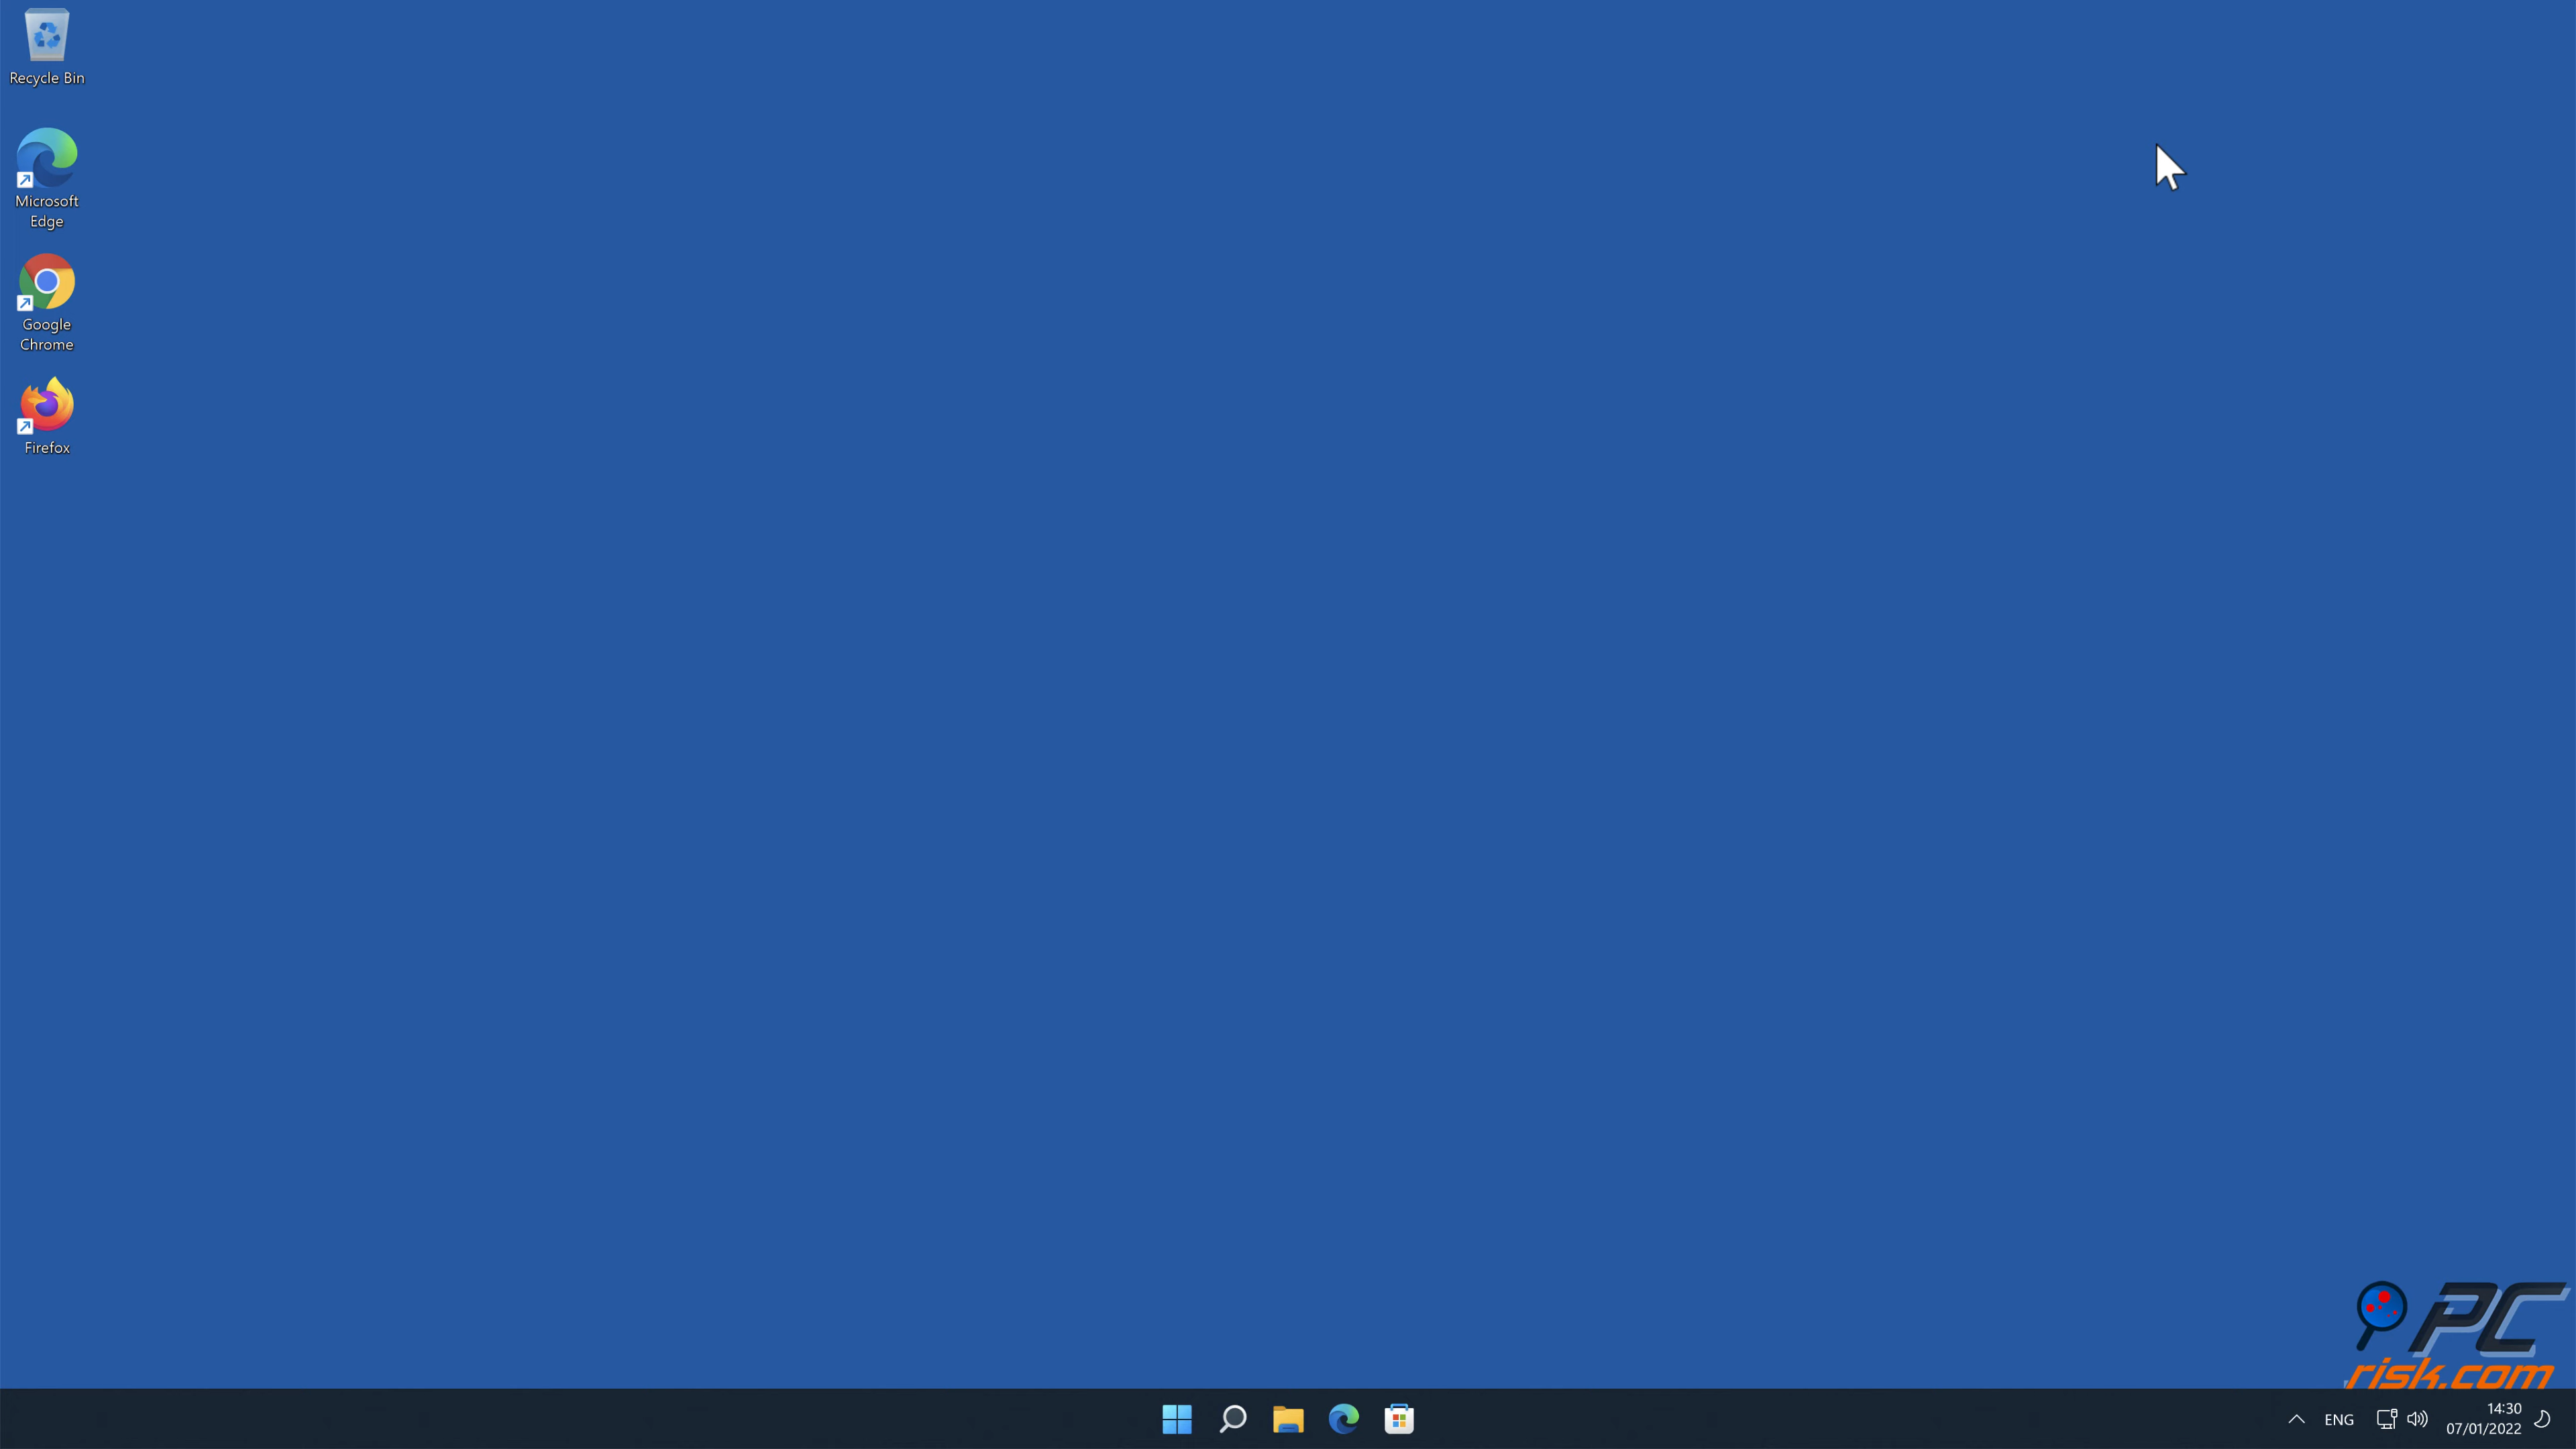 Recycle Bin
Microsoft
Edge
Google
Chrome
Firefox
PC
risk.com
ENG
14:30
07/01/2022